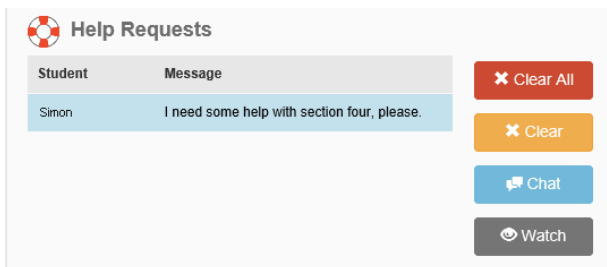 Help Requests
Student Message
Simon I need some help with section four, please.
Clear All
Clear
Chat
Watch